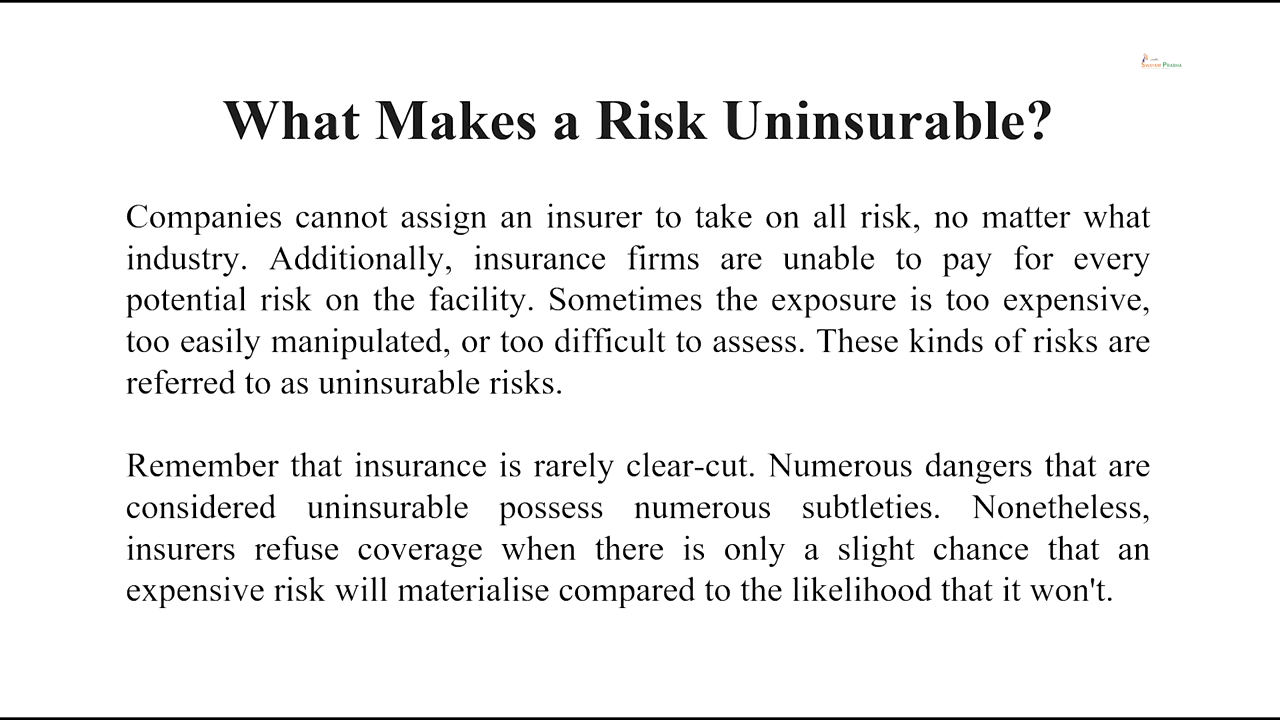 SWAYAM PRABHA
What Makes a Risk Uninsurable?
Companies cannot assign an insurer to take on all risk, no matter what
industry. Additionally, insurance firms are unable to pay for every
potential risk on the facility. Sometimes the exposure is too expensive,
too easily manipulated, or too difficult to assess. These kinds of risks are
referred to as uninsurable risks.
Remember that insurance is rarely clear-cut. Numerous dangers that are
considered uninsurable possess numerous subtleties. Nonetheless,
insurers refuse coverage when there is only a slight chance that an
expensive risk will materialise compared to the likelihood that it won't.